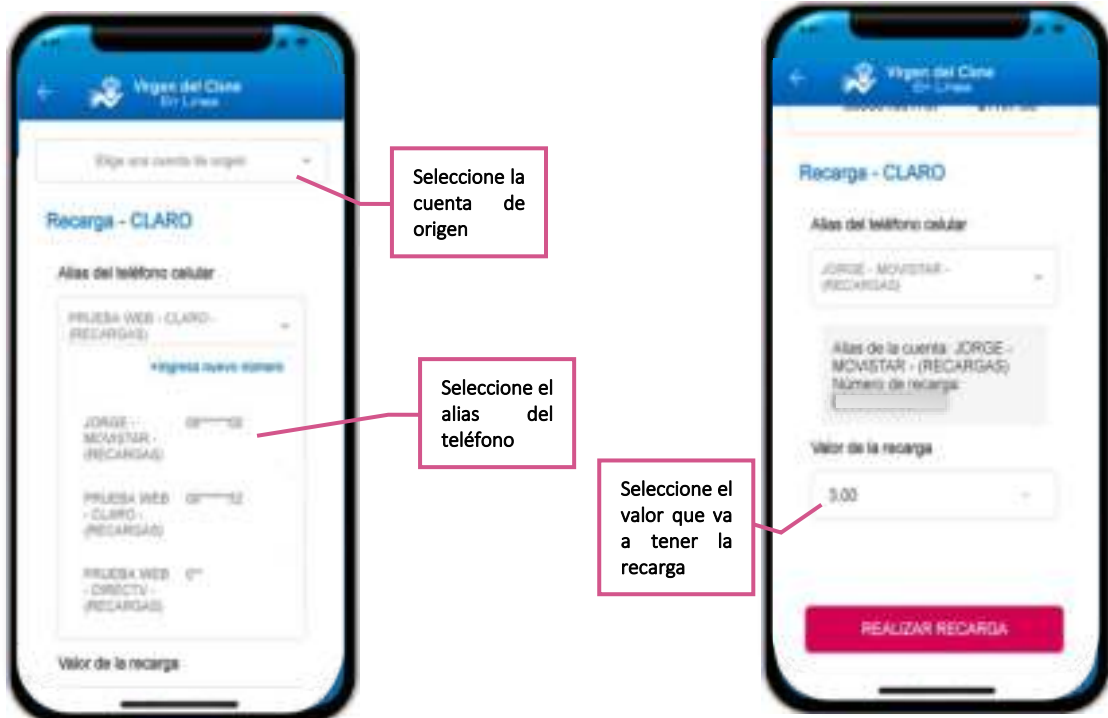 Virgen del Cisne
En Línea
Elige una cuenta de origen
Recarga - CLARO
Alias del teléfono celular
PRUEBA WEB - CLARO -
(RECARGAS)
+Ingresa nuevo número
JORGE -
MOVISTAR -
(RECARGAS)
PRUEBA WEB
- CLARO -
(RECARGAS)
PRUEBA WEB 0**
- DIRECTV -
(RECARGAS)
Valor de la recarga
Seleccione la
cuenta de
origen
Seleccione el
alias del
teléfono
Virgen del Cisne
En Línea
Recarga - CLARO
Alias del teléfono celular
JORGE - MOVISTAR -
(RECARGAS)
Alias de la cuenta: JORGE -
MOVISTAR - (RECARGAS)
Número de recarga:
Valor de la recarga
3.00
REALIZAR RECARGA
Seleccione el
valor que va
a tener la
recarga